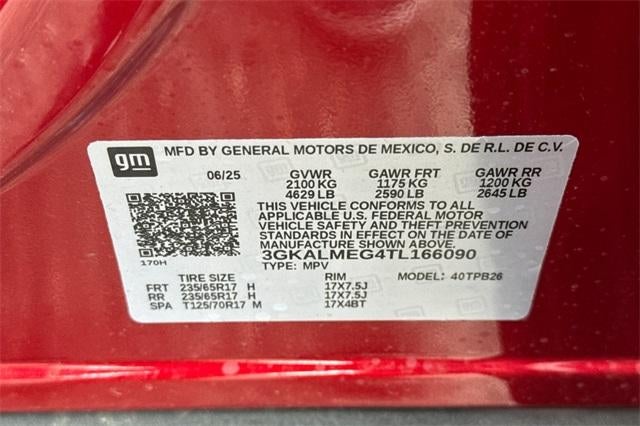 gm MFD BY GENERAL MOTORS DE MEXICO, S. DE R.L. DE C.V.
06/25 GVWR GAWR FRT GAWR RR
2100 KG 1175 KG 1200 KG
4629 LB 2590 LB 2645 LB
THIS VEHICLE CONFORMS TO ALL
APPLICABLE U.S. FEDERAL MOTOR
VEHICLE SAFETY AND THEFT PREVENTION
STANDARDS IN EFFECT ON THE DATE OF
MANUFACTURE SHOWN ABOVE.
3GKALMEG4TL166090
170H TYPE: MPV MODEL: 40TPB26
TIRE SIZE RIM
FRT 235/65R17 H 17X7.5J
RR 235/65R17 H 17X7.5J
SPA T125/70R17 M 17X4BT